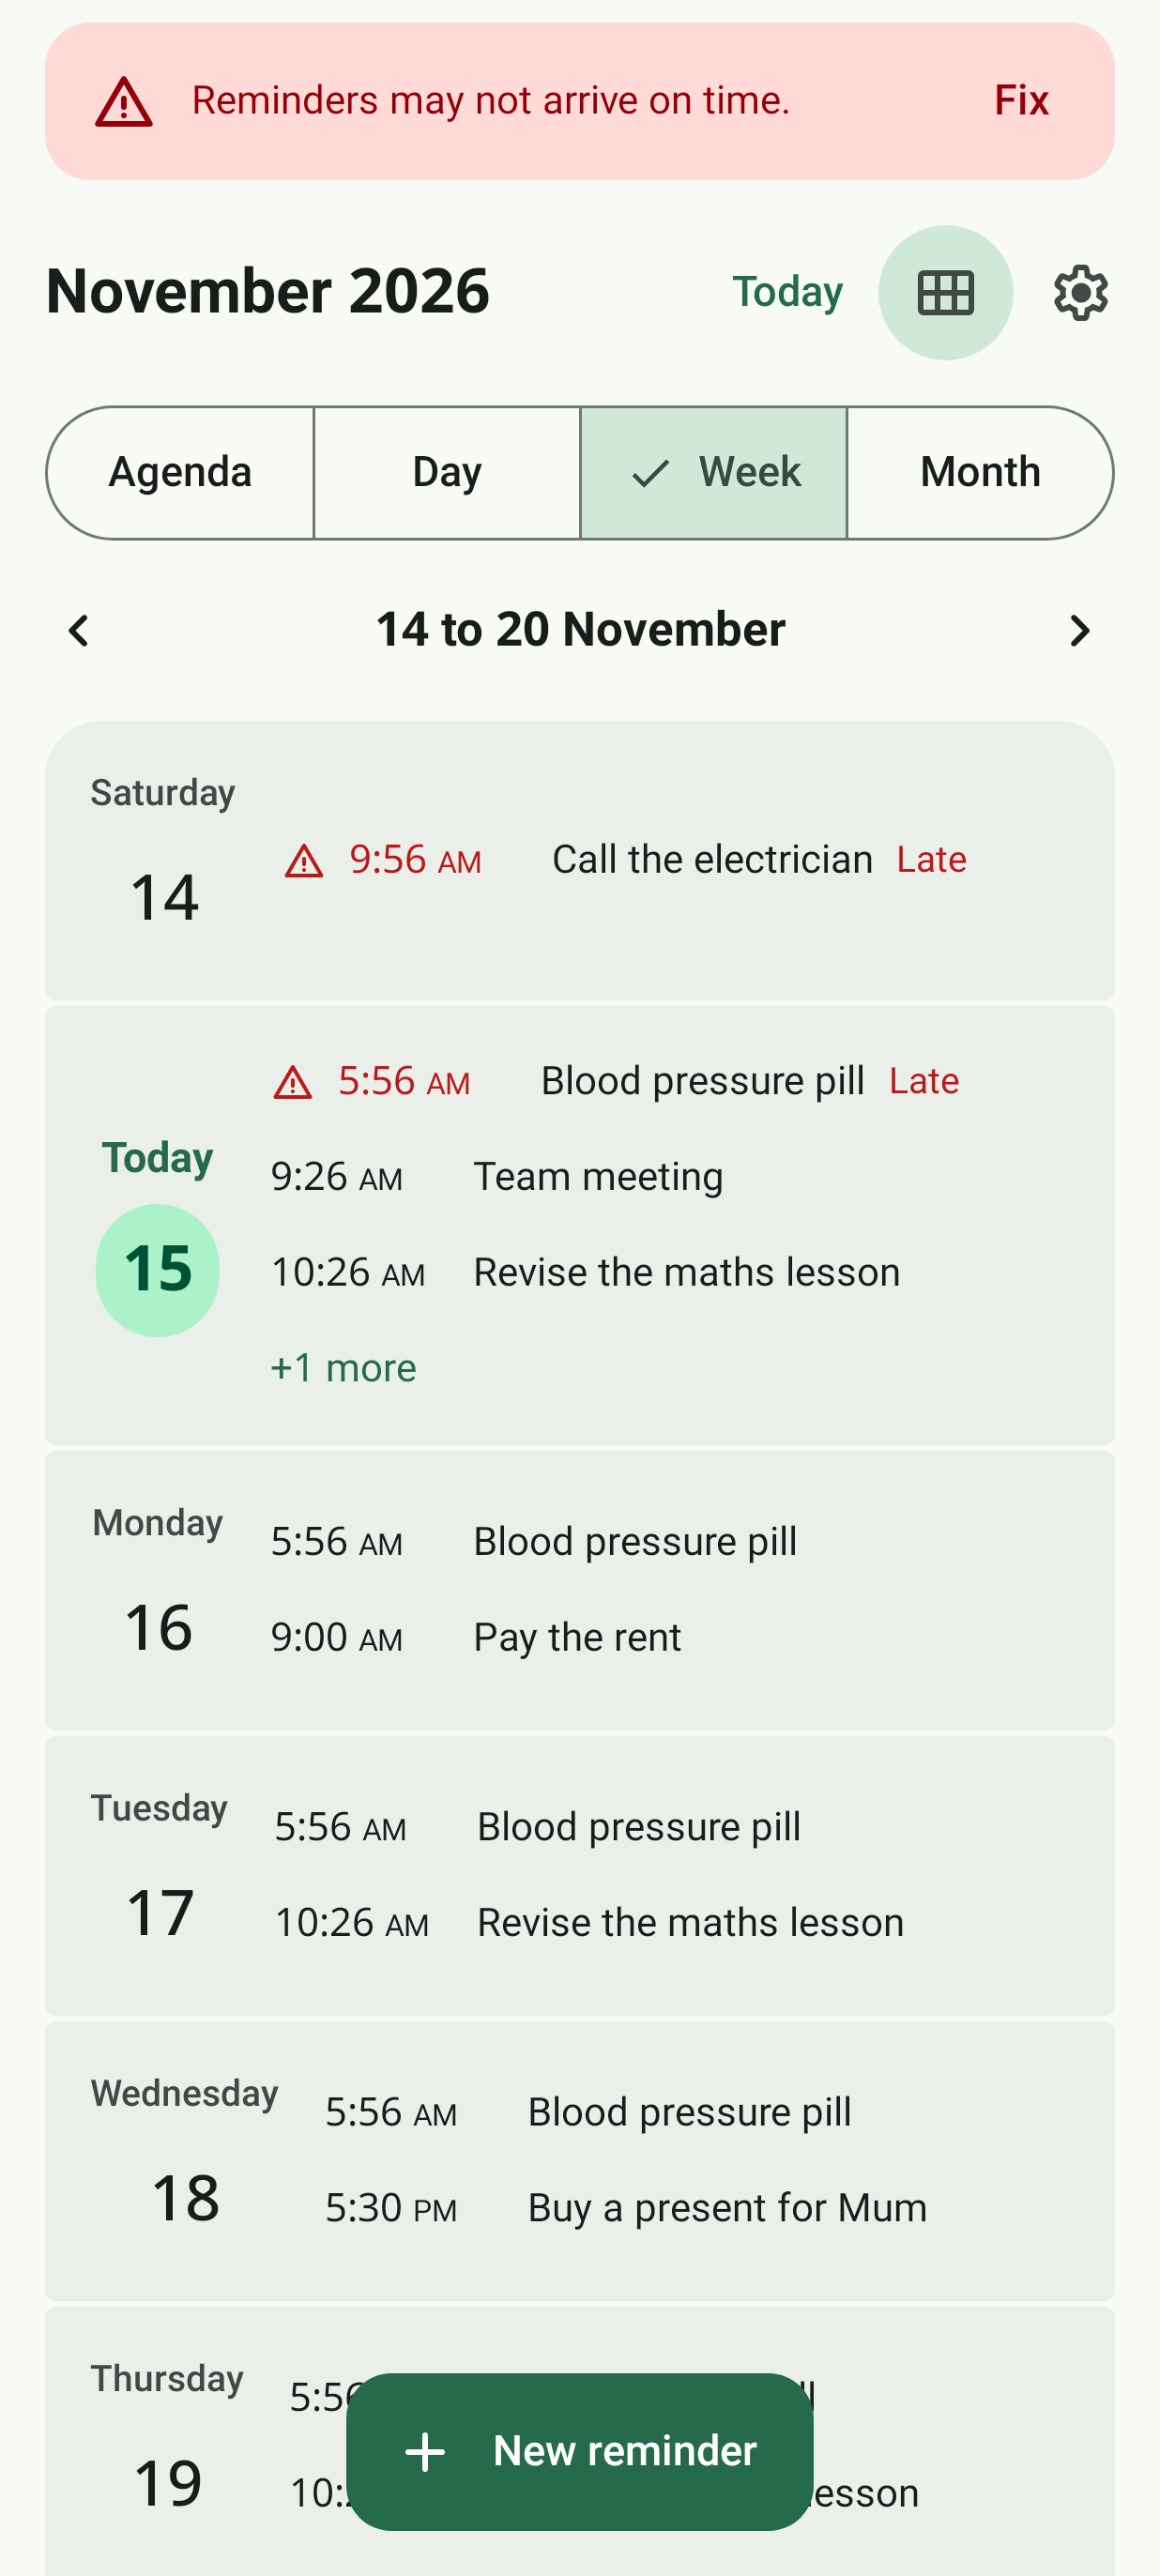 Reminders may not arrive on time. Fix
November 2026 Today
Agenda Day Week Month
14 to 20 November
Saturday
14
9:56 AM Call the electrician Late
Today
15
5:56 AM Blood pressure pill Late
9:26 AM Team meeting
10:26 AM Revise the maths lesson
+1 more
Monday
16
5:56 AM Blood pressure pill
9:00 AM Pay the rent
Tuesday
17
5:56 AM Blood pressure pill
10:26 AM Revise the maths lesson
Wednesday
18
5:56 AM Blood pressure pill
5:30 PM Buy a present for Mum
Thursday
19
New reminder